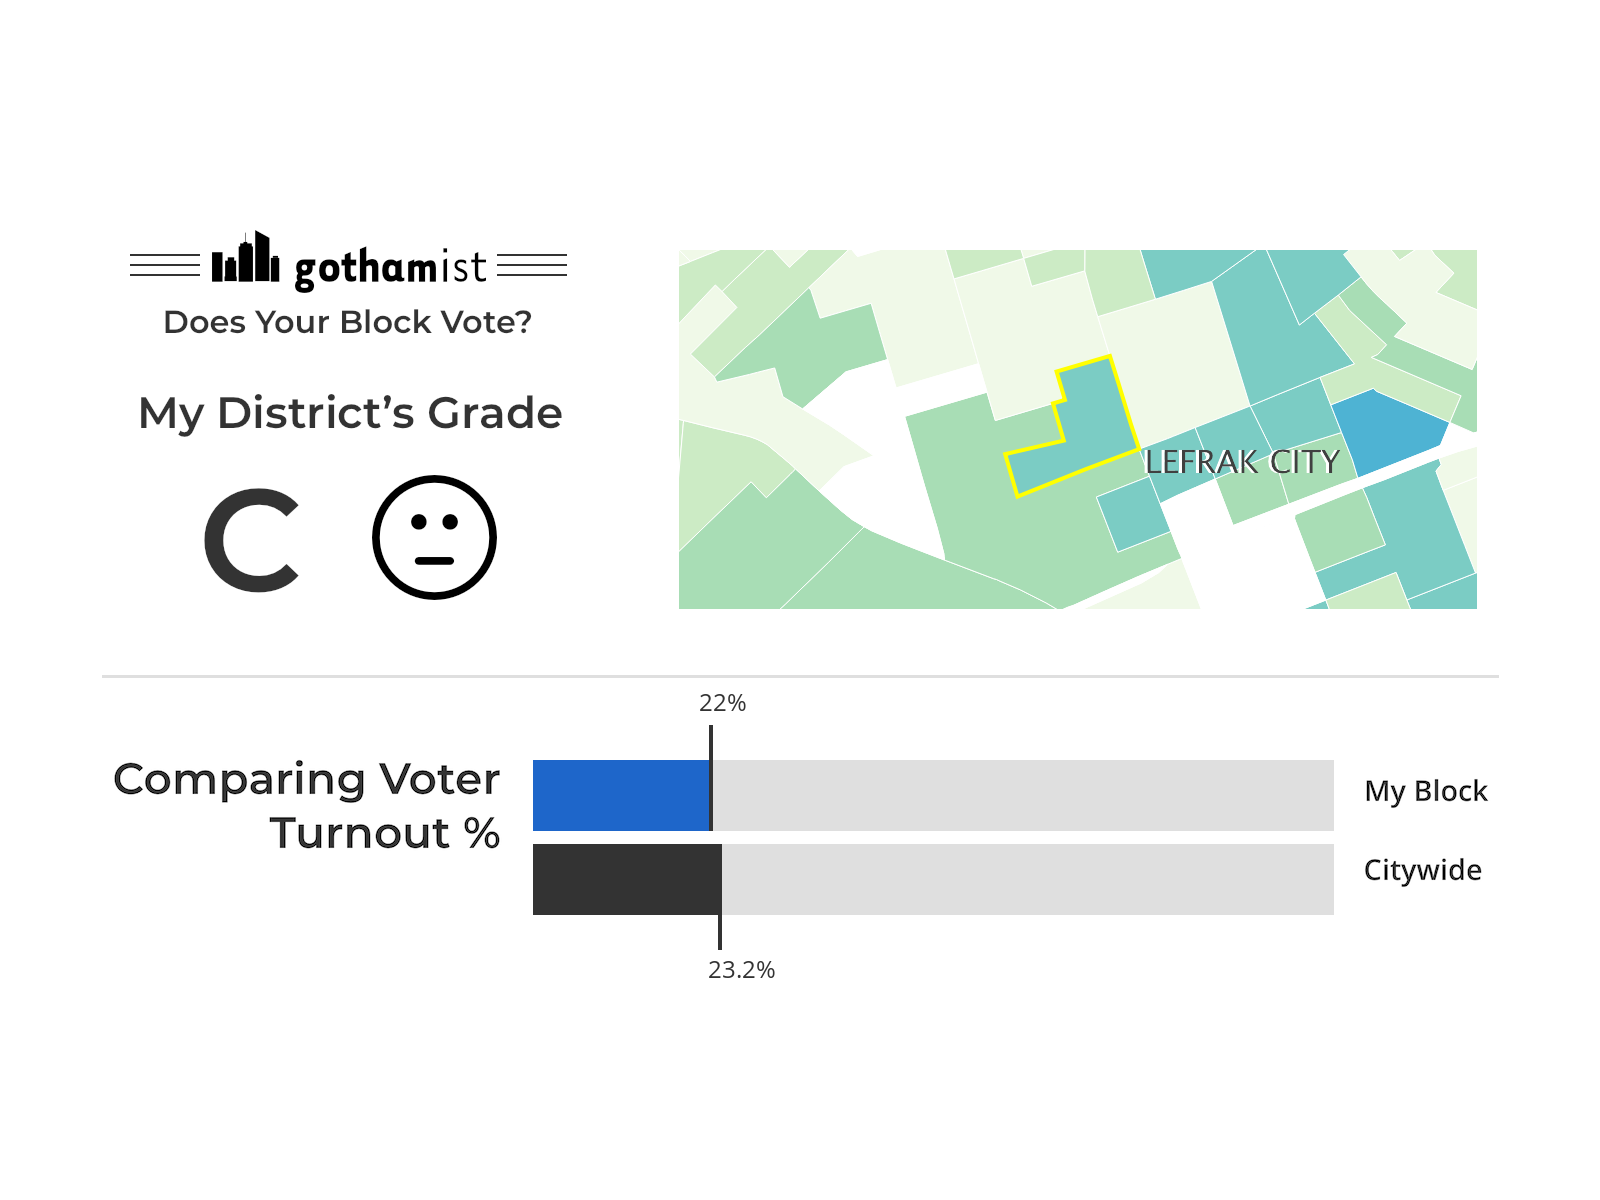 gothamist
Does Your Block Vote?
My District’s Grade
C
LEFRAK CITY
22%
Comparing Voter
Turnout %
My Block
Citywide
23.2%